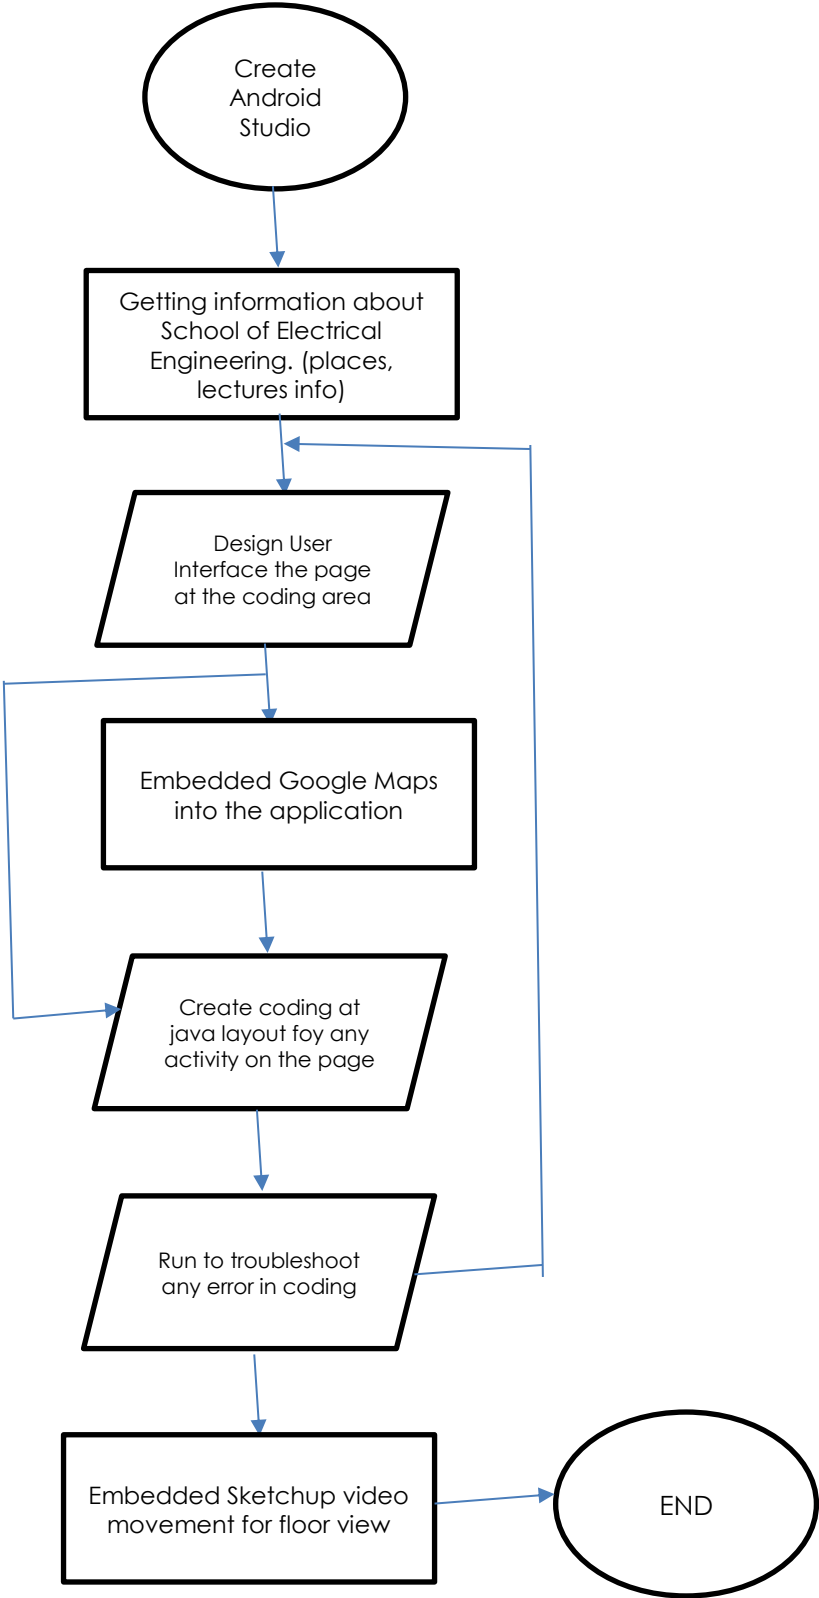 Create
Android
Studio
Getting information about
School of Electrical
Engineering. (places,
lectures info)
Design User
Interface the page
at the coding area
Embedded Google Maps
into the application
Create coding at
java layout foy any
activity on the page
Run to troubleshoot
any error in coding
Embedded Sketchup video
movement for floor view
END